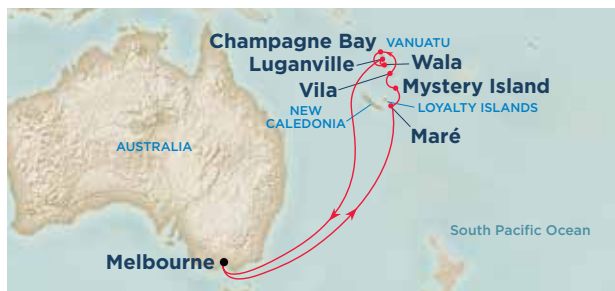 Champagne Bay
VANUATU
Luganville
Wala
Vila
Mystery Island
NEW
CALEDONIA
LOYALTY ISLANDS
Maré
AUSTRALIA
South Pacific Ocean
Melbourne